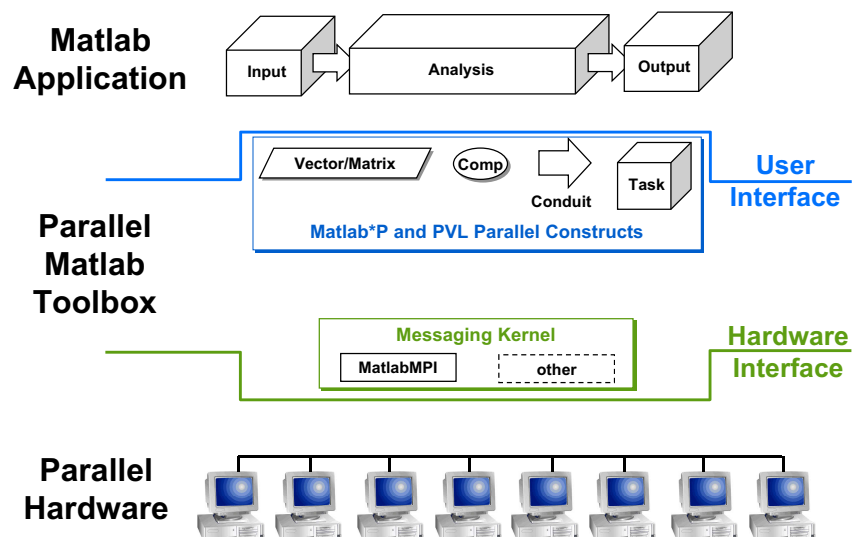 Matlab
Application
Input
Analysis
Output
Vector/Matrix
Comp
Conduit
Task
Matlab*P and PVL Parallel Constructs
User
Interface
Parallel
Matlab
Toolbox
Messaging Kernel
MatlabMPI
other
Hardware
Interface
Parallel
Hardware